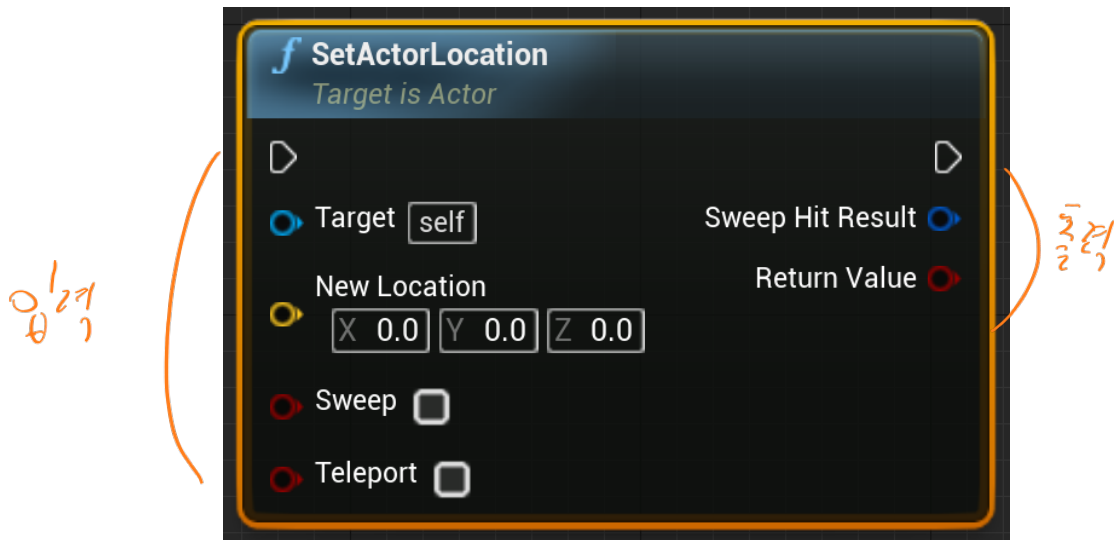 SetActorLocation
Target is Actor
Target self
Sweep Hit Result
New Location
Return Value
X 0.0 Y 0.0 Z 0.0
Sweep
Teleport
입력
출력